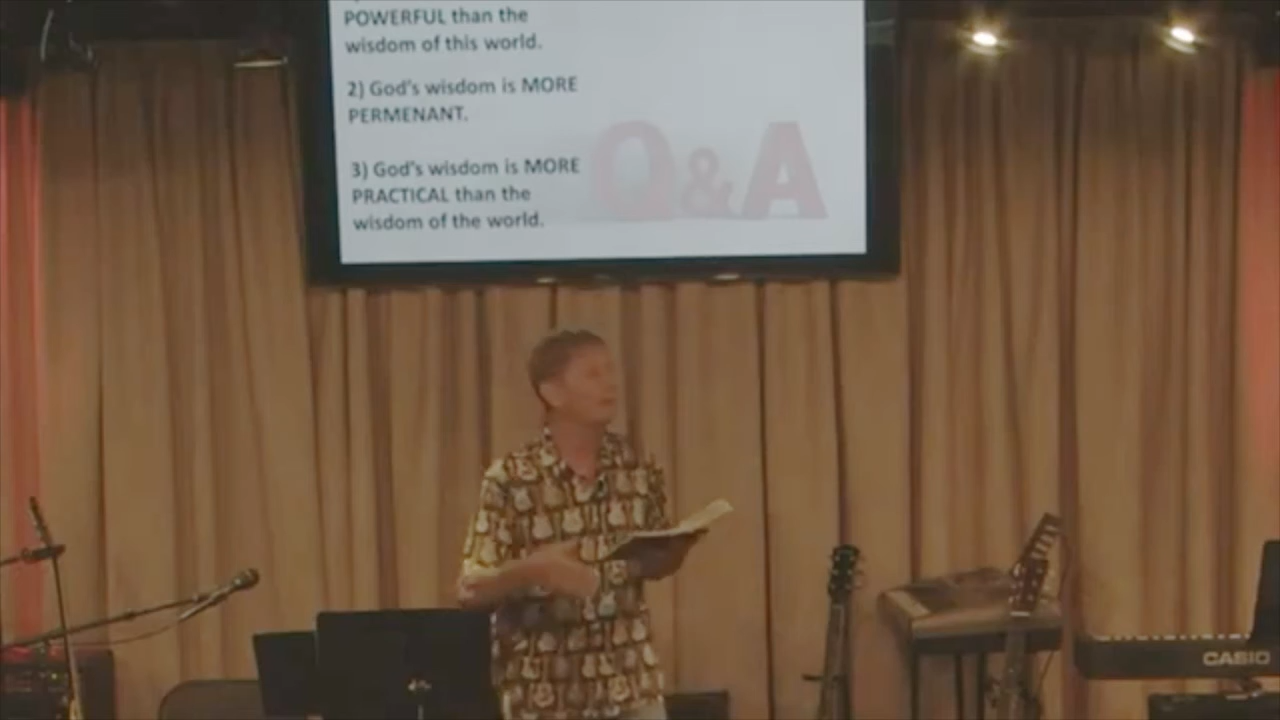 POWERFUL than the
wisdom of this world.
2) God's wisdom is MORE
PERMENANT.
3) God's wisdom is MORE
PRACTICAL than the
wisdom of the world.
Q&A
CASIO